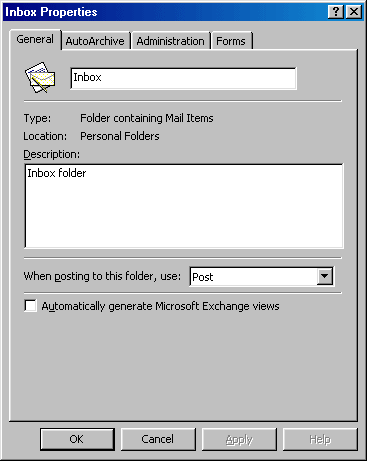 Inbox Properties
General AutoArchive Administration Forms
Inbox
Type: Folder containing Mail Items
Location: Personal Folders
Description:
Inbox folder
When posting to this folder, use: Post
Automatically generate Microsoft Exchange views
OK Cancel Apply Help